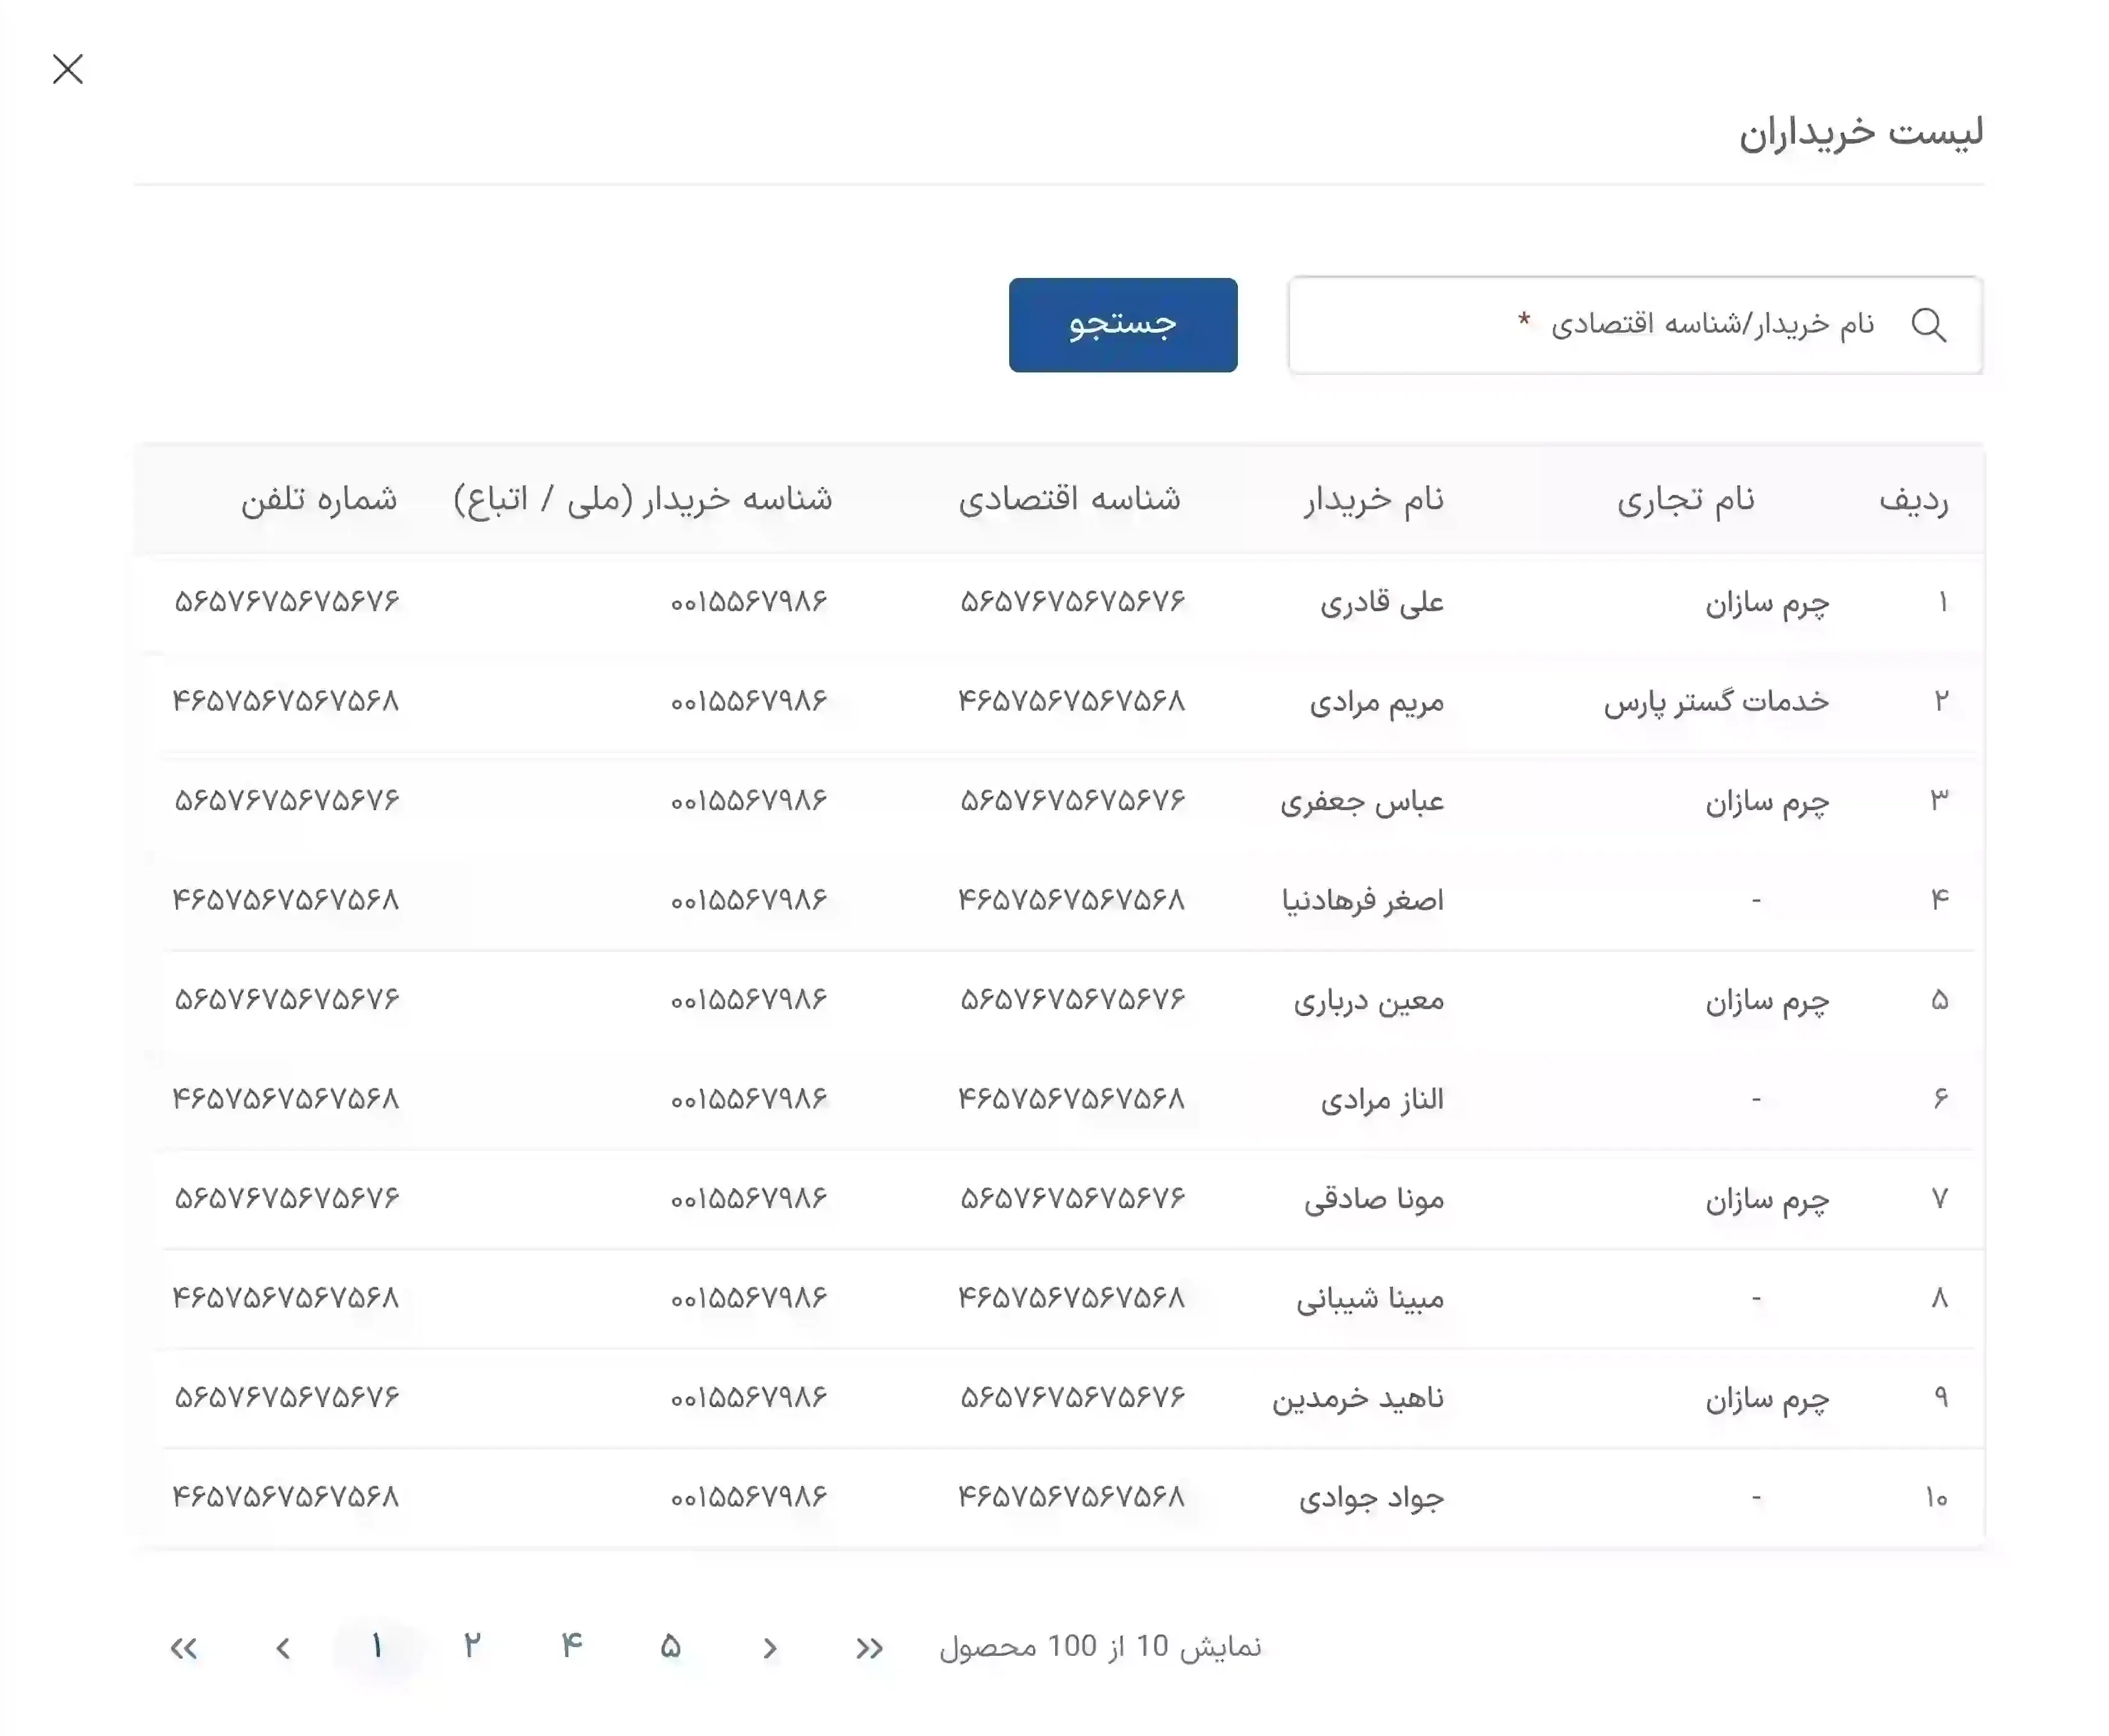 لیست خریداران
نام خریدار/شناسه اقتصادی *
جستجو
ردیف نام تجاری نام خریدار شناسه اقتصادی شناسه خریدار (ملی / اتباع) شماره تلفن
۱ چرم سازان علی قادری ۵۶۵۷۶۷۵۶۷۵۶۷۶ ۰۰۱۵۵۶۷۹۸۶ ۵۶۵۷۶۷۵۶۷۵۶۷۶
۲ خدمات گستر پارس مریم مرادی ۴۶۵۷۵۶۷۵۶۷۵۶۸ ۰۰۱۵۵۶۷۹۸۶ ۴۶۵۷۵۶۷۵۶۷۵۶۸
۳ چرم سازان عباس جعفری ۵۶۵۷۶۷۵۶۷۵۶۷۶ ۰۰۱۵۵۶۷۹۸۶ ۵۶۵۷۶۷۵۶۷۵۶۷۶
۴ - اصغر فرهادنیا ۴۶۵۷۵۶۷۵۶۷۵۶۸ ۰۰۱۵۵۶۷۹۸۶ ۴۶۵۷۵۶۷۵۶۷۵۶۸
۵ چرم سازان معین درباری ۵۶۵۷۶۷۵۶۷۵۶۷۶ ۰۰۱۵۵۶۷۹۸۶ ۵۶۵۷۶۷۵۶۷۵۶۷۶
۶ - الناز مرادی ۴۶۵۷۵۶۷۵۶۷۵۶۸ ۰۰۱۵۵۶۷۹۸۶ ۴۶۵۷۵۶۷۵۶۷۵۶۸
۷ چرم سازان مونا صادقی ۵۶۵۷۶۷۵۶۷۵۶۷۶ ۰۰۱۵۵۶۷۹۸۶ ۵۶۵۷۶۷۵۶۷۵۶۷۶
۸ - مبینا شیبانی ۴۶۵۷۵۶۷۵۶۷۵۶۸ ۰۰۱۵۵۶۷۹۸۶ ۴۶۵۷۵۶۷۵۶۷۵۶۸
۹ چرم سازان ناهید خرمدین ۵۶۵۷۶۷۵۶۷۵۶۷۶ ۰۰۱۵۵۶۷۹۸۶ ۵۶۵۷۶۷۵۶۷۵۶۷۶
۱۰ - جواد جوادی ۴۶۵۷۵۶۷۵۶۷۵۶۸ ۰۰۱۵۵۶۷۹۸۶ ۴۶۵۷۵۶۷۵۶۷۵۶۸
نمایش 10 از 100 محصول
۱ ۲ ۴ ۵